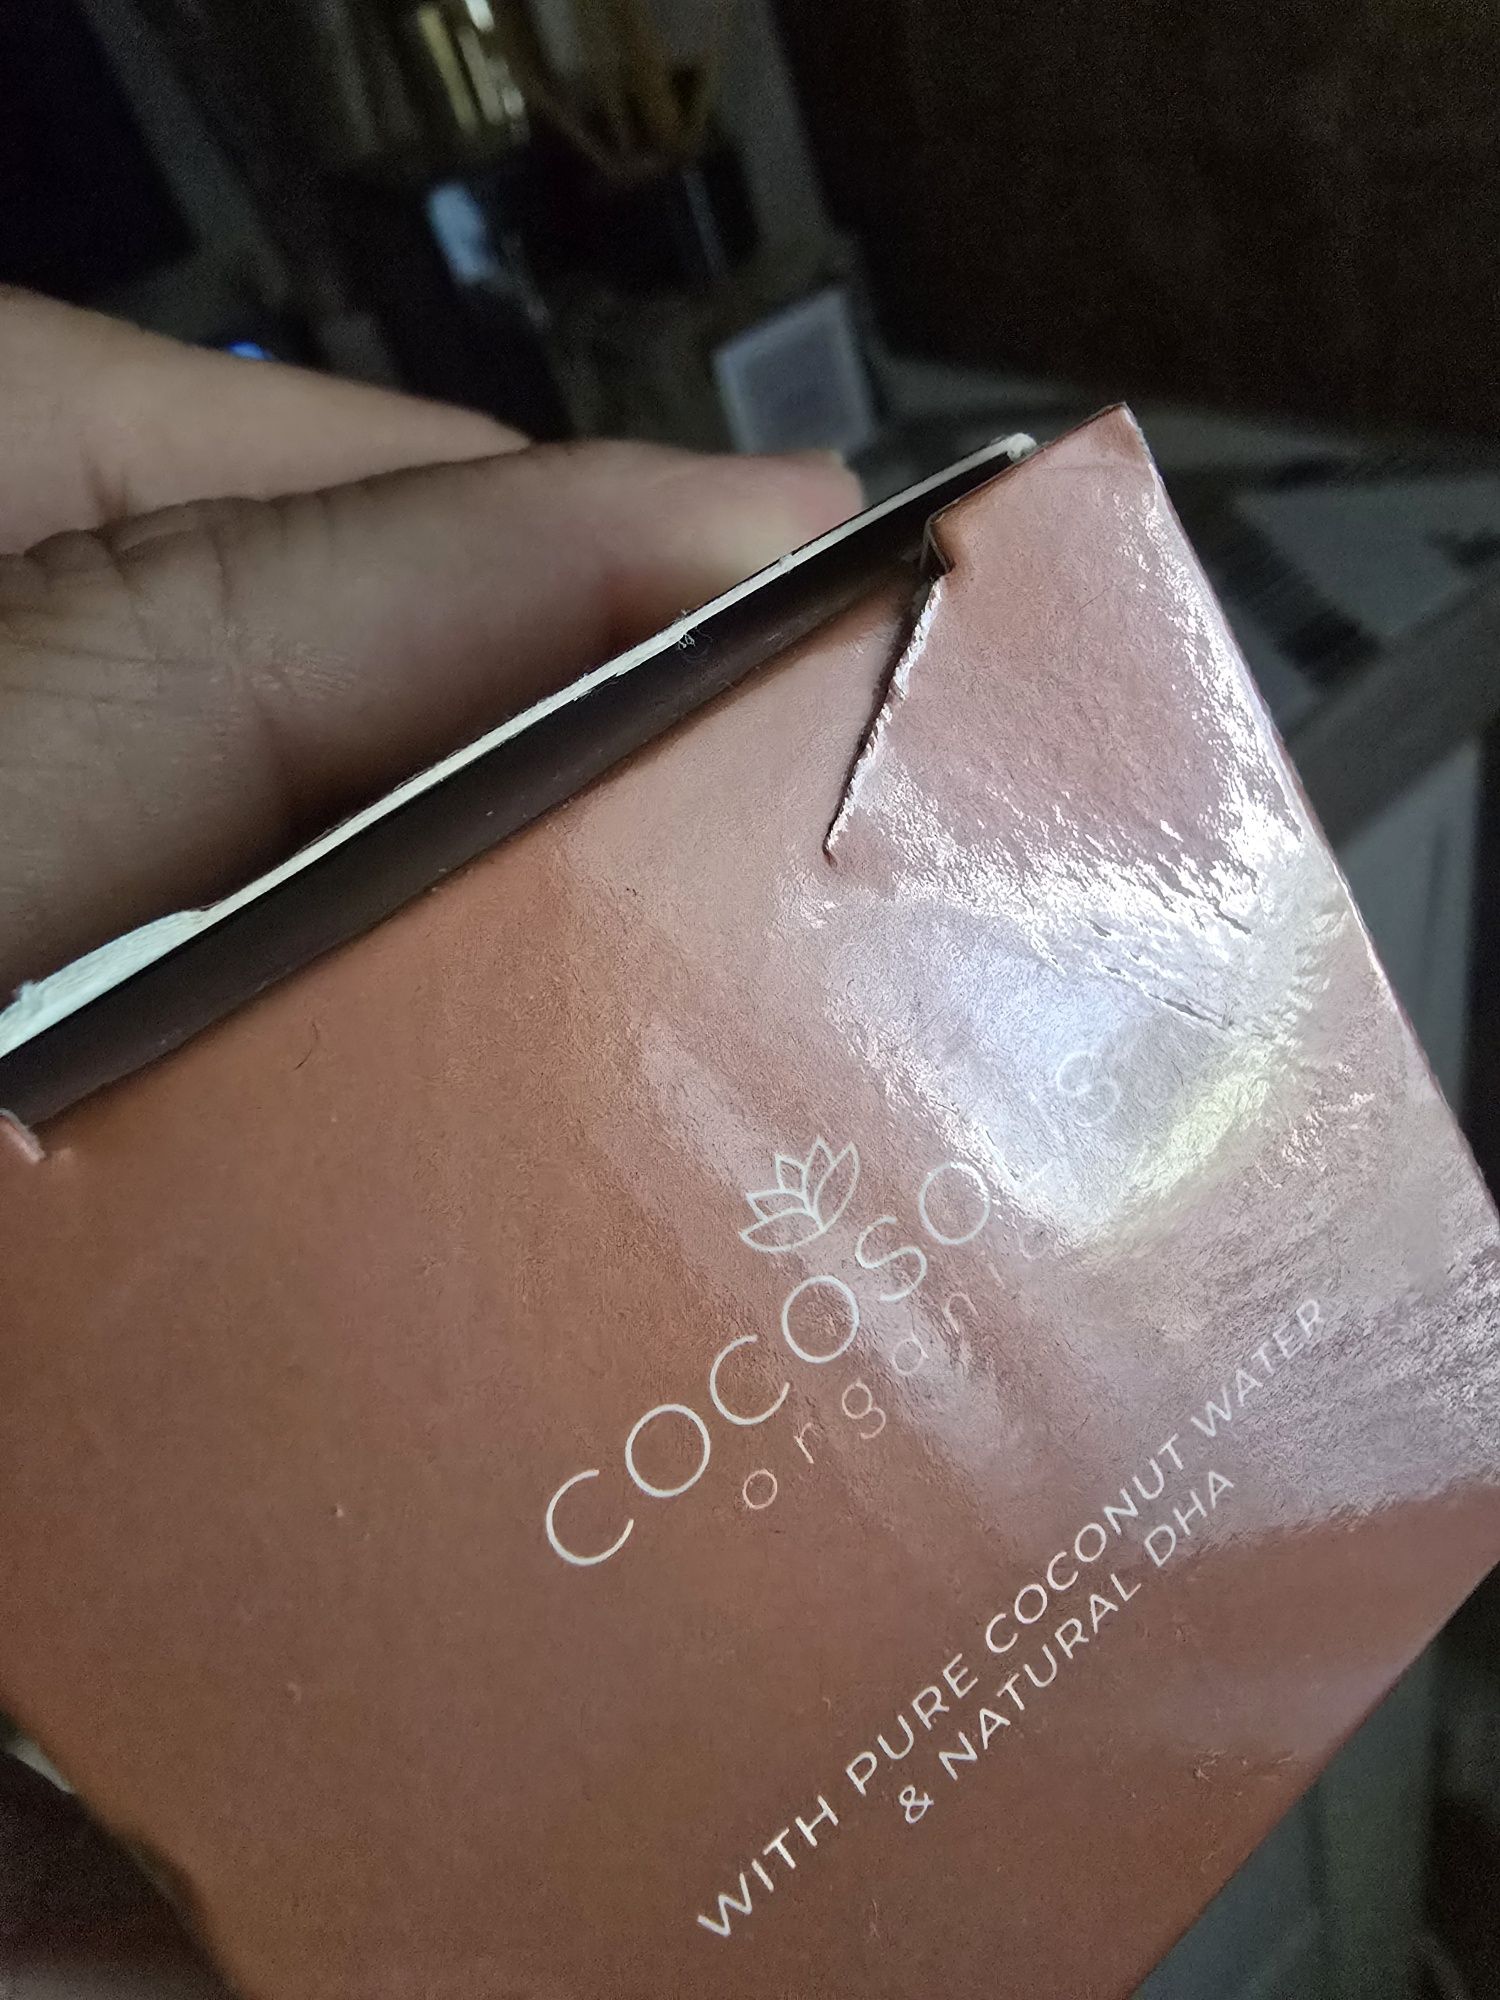 COCOSOLIS
organic
WITH PURE COCONUT WATER
& NATURAL DHA